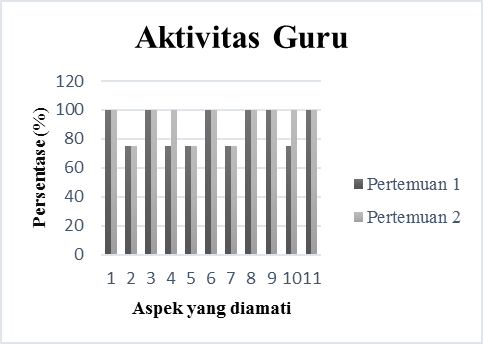 Aktivitas Guru
Persentase (%)
120
100
80
60
40
20
0
1 2 3 4 5 6 7 8 9 10 11
Aspek yang diamati
Pertemuan 1
Pertemuan 2